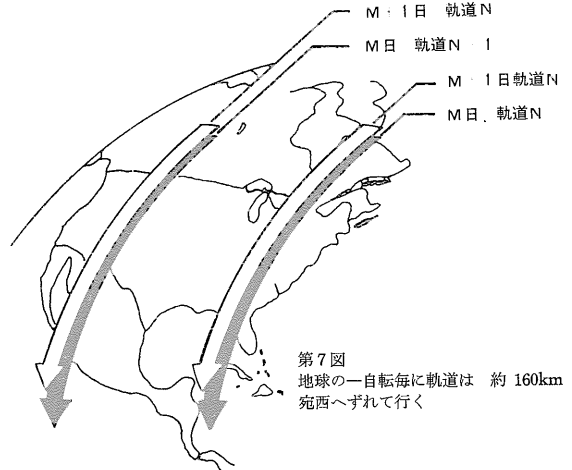 M・1日 軌道N
M日 軌道N 1
M・1日軌道N
M日. 軌道N
第7図
地球の一自転毎に軌道は 約 160km
宛西へずれて行く